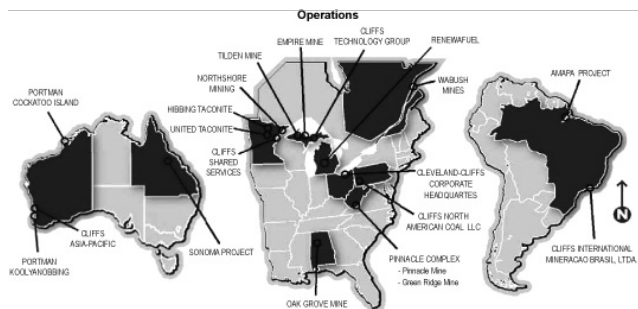 Operations
CLIFFS
TECHNOLOGY GROUP
RENEWAFUEL
EMPIRE MINE
TILDEN MINE
NORTHSHORE
MINING
WABUSH
MINES
AMAPA PROJECT
PORTMAN
COCKATOO ISLAND
HIBBING TACONITE
UNITED TACONITE
CLIFFS
SHARED
SERVICES
CLEVELAND-CLIFFS
CORPORATE
HEADQUARTES
CLIFFS NORTH
AMERICAN COAL LLC
CLIFFS
ASIA-PACIFIC
SONOMA PROJECT
PORTMAN
KOOLYANOBBING
PINNACLE COMPLEX
- Pinnacle Mine
- Green Ridge Mine
OAK GROVE MINE
CLIFFS INTERNATIONAL
MINERACAO BRASIL, LTDA.
N